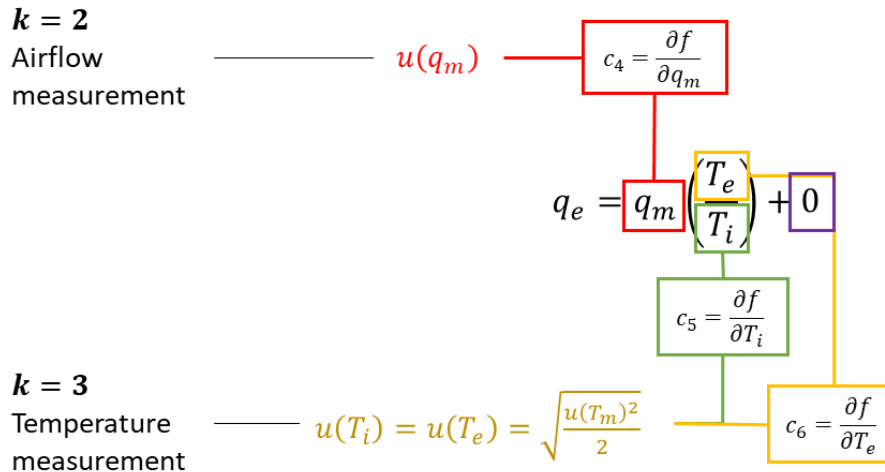 k = 2
Airflow
measurement
u(q_m)
c_4 = ∂f/∂q_m
q_e = q_m (T_e/T_i) + 0
c_5 = ∂f/∂T_i
k = 3
Temperature
measurement
u(T_i) = u(T_e) = √(u(T_m)^2/2)
c_6 = ∂f/∂T_e